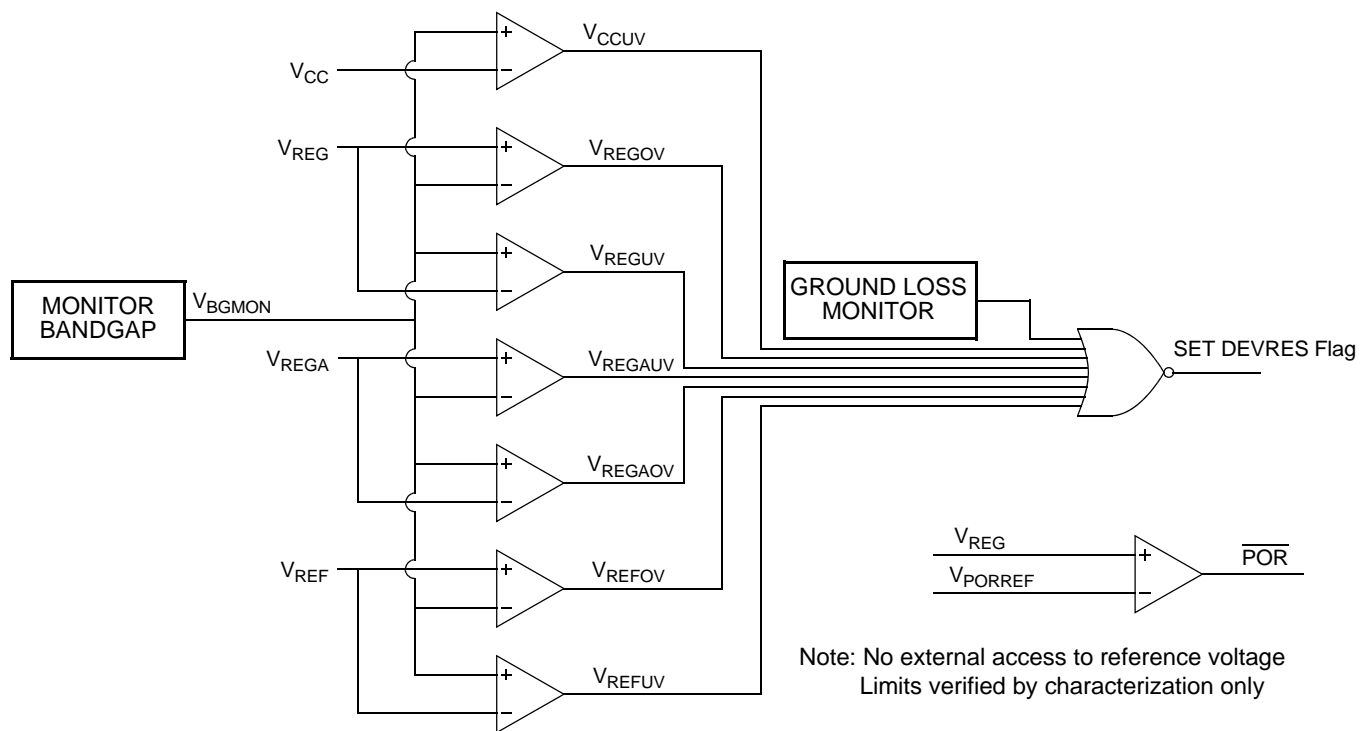 V_CCUV
V_CC
V_REG
V_REGOV
V_REGUV
MONITOR
BANDGAP
V_BGMON
GROUND LOSS
MONITOR
SET DEVRES Flag
V_REGA
V_REGAUV
V_REGAOV
V_REF
V_REFOV
V_REFUV
V_REG
V_PORREF
P̅O̅R̅
Note: No external access to reference voltage
Limits verified by characterization only
+
−
+
−
+
−
+
−
+
−
+
−
+
−
+
−